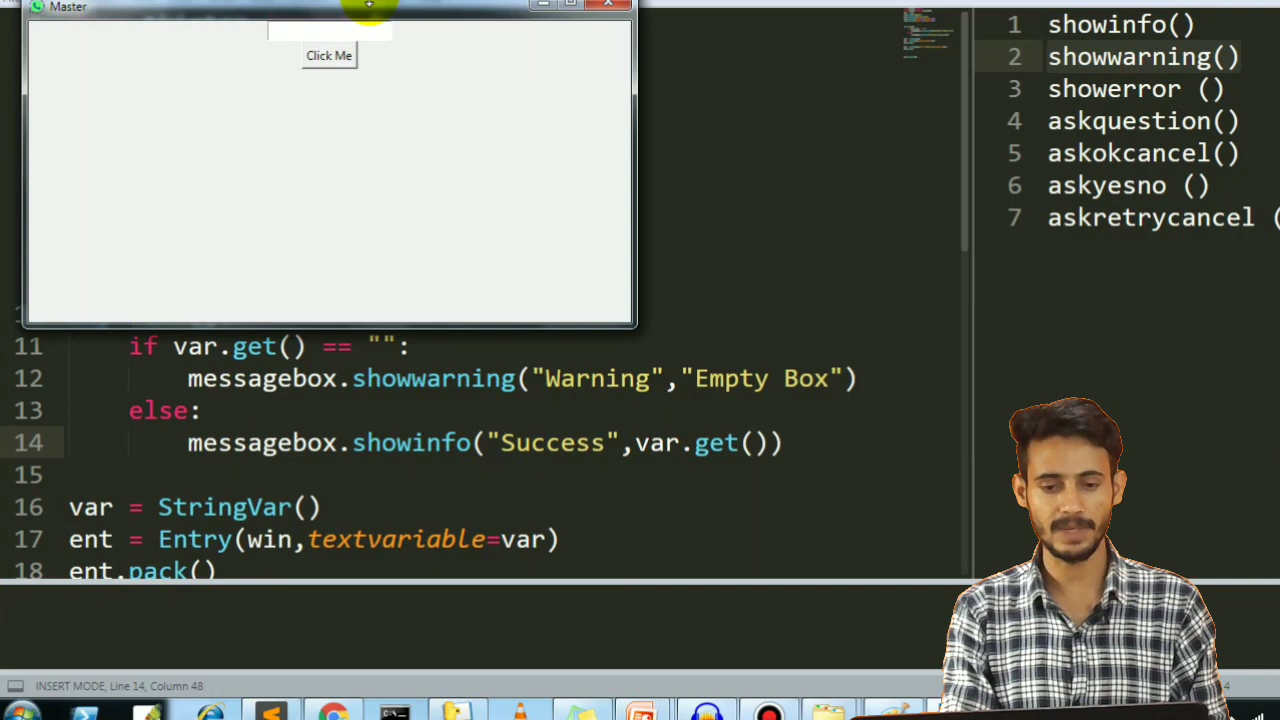 Master
Click Me
11 if var.get() == "":
12 messagebox.showwarning("Warning","Empty Box")
13 else:
14 messagebox.showinfo("Success",var.get())
15
16 var = StringVar()
17 ent = Entry(win,textvariable=var)
18 ent.pack()
INSERT MODE, Line 14, Column 48
1 showinfo()
2 showwarning()
3 showerror ()
4 askquestion()
5 askokcancel()
6 askyesno ()
7 askretrycancel (